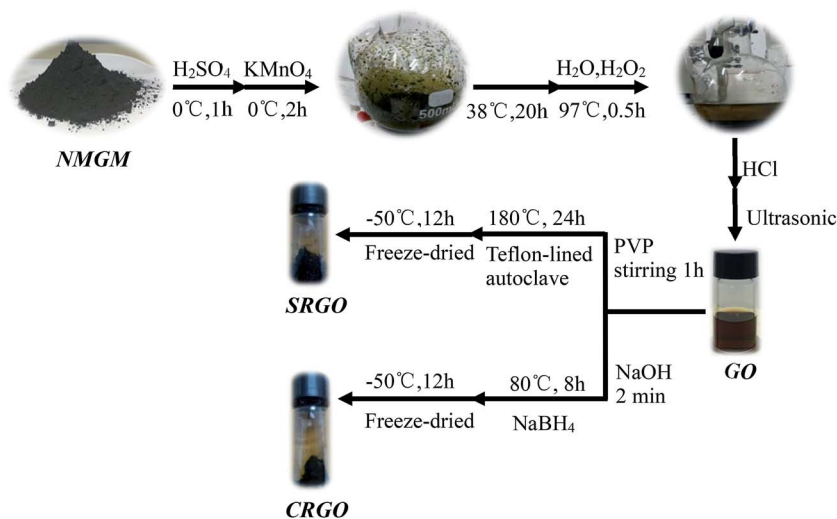 NMGM
H₂SO₄ KMnO₄
0℃,1h 0℃,2h
500ml
38℃,20h
H₂O,H₂O₂
97℃,0.5h
HCl
Ultrasonic
GO
PVP
stirring 1h
180℃, 24h
Teflon-lined
autoclave
-50℃,12h
Freeze-dried
SRGO
NaOH
2 min
80℃, 8h
NaBH₄
-50℃,12h
Freeze-dried
CRGO